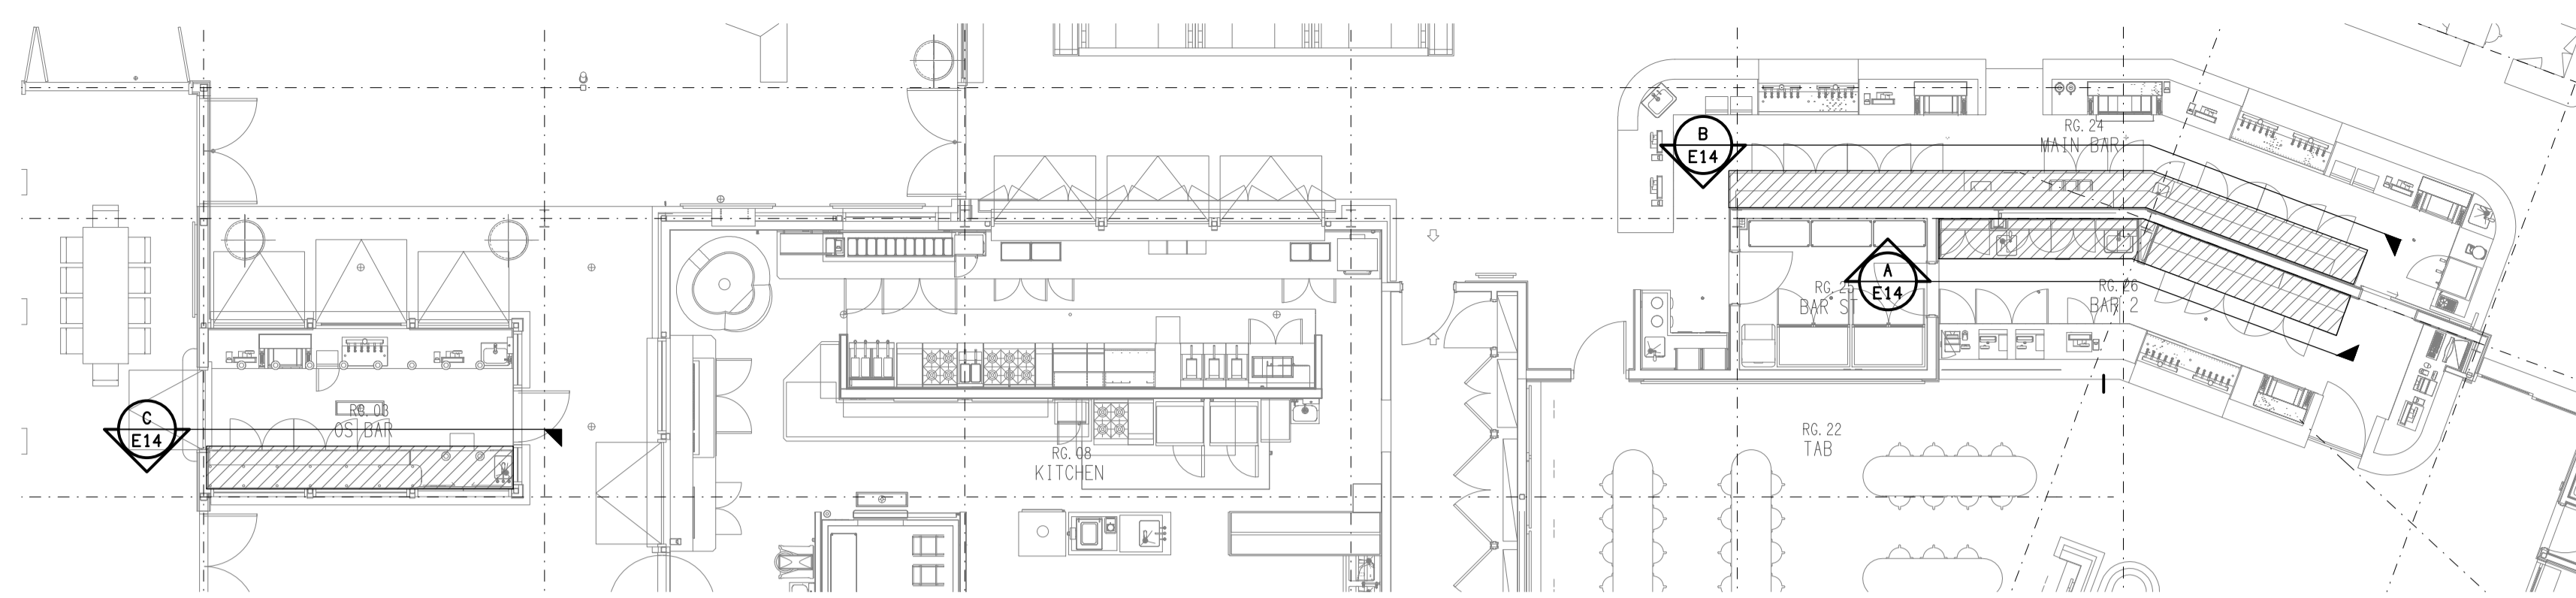 RG.24
MAIN BAR
B
E14
A
E14
RG.25
BAR ST
RG.26
BAR 2
C
E14
RG.03
OS BAR
RG.08
KITCHEN
RG.22
TAB